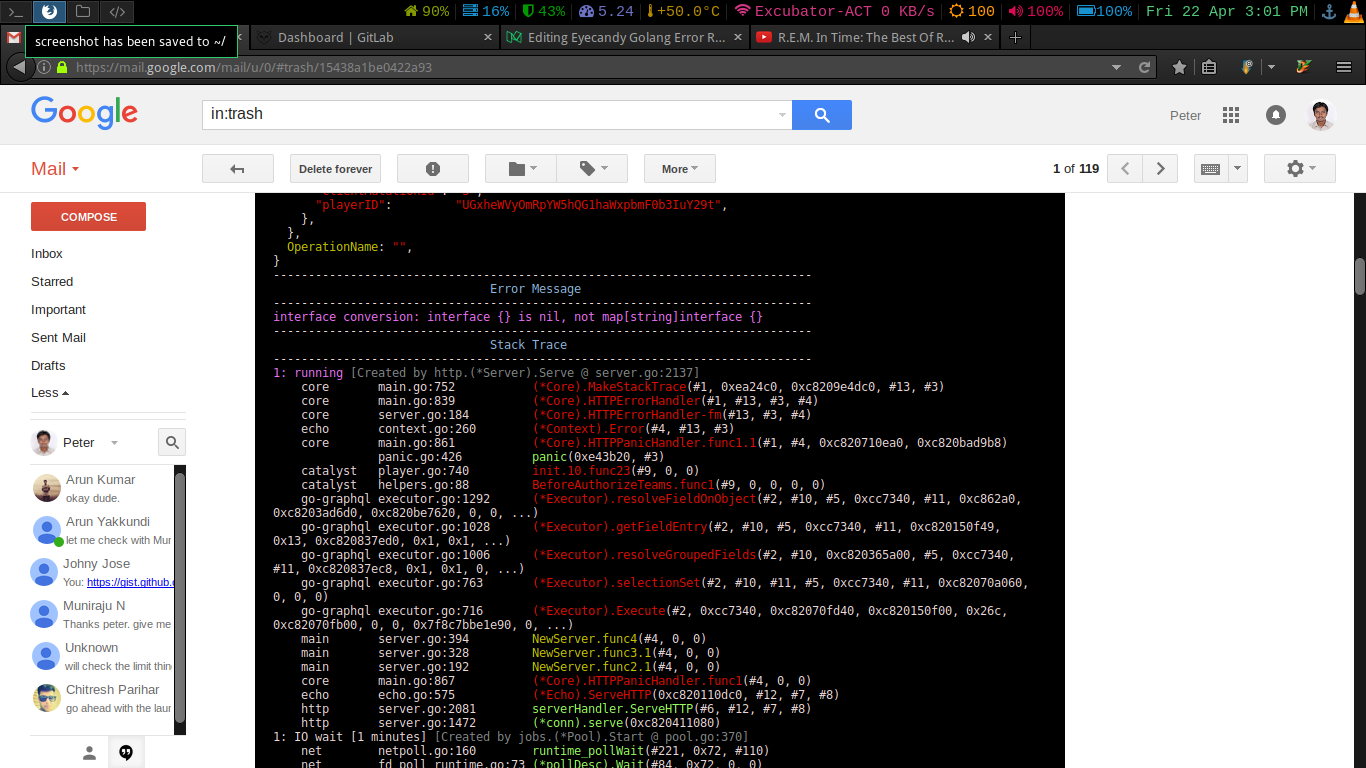 90% 16% 43% 5.24 +50.0°C Excubator-ACT 0 KB/s 100 100% 100% Fri 22 Apr 3:01 PM
screenshot has been saved to ~/
Dashboard | GitLab
Editing Eyecandy Golang Error R...
R.E.M. In Time: The Best Of R...
https://mail.google.com/mail/u/0/#trash/15438a1be0422a93
Google
in:trash
Peter
Mail
Delete forever
More
1 of 119
COMPOSE
Inbox
Starred
Important
Sent Mail
Drafts
Less
Peter
Arun Kumar
okay dude.
Arun Yakkundi
let me check with Mur
Johny Jose
You: https://gist.github.c
Muniraju N
Thanks peter. give me
Unknown
will check the limit thin
Chitresh Parihar
go ahead with the laur
"playerID": "UGxheWVyOmRpYW5hQG1haWxpbmF0b3IuY29t",
},
},
OperationName: "",
}
------------------------------------------------------------------------------
Error Message
------------------------------------------------------------------------------
interface conversion: interface {} is nil, not map[string]interface {}
------------------------------------------------------------------------------
Stack Trace
------------------------------------------------------------------------------
1: running [Created by http.(*Server).Serve @ server.go:2137]
core main.go:752 (*Core).MakeStackTrace(#1, 0xea24c0, 0xc8209e4dc0, #13, #3)
core main.go:839 (*Core).HTTPErrorHandler(#1, #13, #3, #4)
core server.go:184 (*Core).HTTPErrorHandler-fm(#13, #3, #4)
echo context.go:260 (*Context).Error(#4, #13, #3)
core main.go:861 (*Core).HTTPPanicHandler.func1.1(#1, #4, 0xc820710ea0, 0xc820bad9b8)
panic.go:426 panic(0xe43b20, #3)
catalyst player.go:740 init.10.func23(#9, 0, 0)
catalyst helpers.go:88 BeforeAuthorizeTeams.func1(#9, 0, 0, 0, 0)
go-graphql executor.go:1292 (*Executor).resolveFieldOnObject(#2, #10, #5, 0xcc7340, #11, 0xc862a0,
0xc8203ad6d0, 0xc820be7620, 0, 0, ...)
go-graphql executor.go:1028 (*Executor).getFieldEntry(#2, #10, #5, 0xcc7340, #11, 0xc820150f49,
0x13, 0xc820837ed0, 0x1, 0x1, ...)
go-graphql executor.go:1006 (*Executor).resolveGroupedFields(#2, #10, 0xc820365a00, #5, 0xcc7340,
#11, 0xc820837ec8, 0x1, 0x1, 0, ...)
go-graphql executor.go:763 (*Executor).selectionSet(#2, #10, #11, #5, 0xcc7340, #11, 0xc82070a060,
0, 0, 0)
go-graphql executor.go:716 (*Executor).Execute(#2, 0xcc7340, 0xc82070fd40, 0xc820150f00, 0x26c,
0xc82070fb00, 0, 0, 0x7f8c7bbe1e90, 0, ...)
main server.go:394 NewServer.func4(#4, 0, 0)
main server.go:328 NewServer.func3.1(#4, 0, 0)
main server.go:192 NewServer.func2.1(#4, 0, 0)
core main.go:867 (*Core).HTTPPanicHandler.func1(#4, 0, 0)
echo echo.go:575 (*Echo).ServeHTTP(0xc820110dc0, #12, #7, #8)
http server.go:2081 serverHandler.ServeHTTP(#6, #12, #7, #8)
http server.go:1472 (*conn).serve(0xc820411080)
1: IO wait [1 minutes] [Created by jobs.(*Pool).Start @ pool.go:370]
net netpoll.go:160 runtime_pollWait(#221, 0x72, #110)
net fd_poll_runtime.go:73 (*pollDesc).Wait(#84, 0x72, 0, 0)